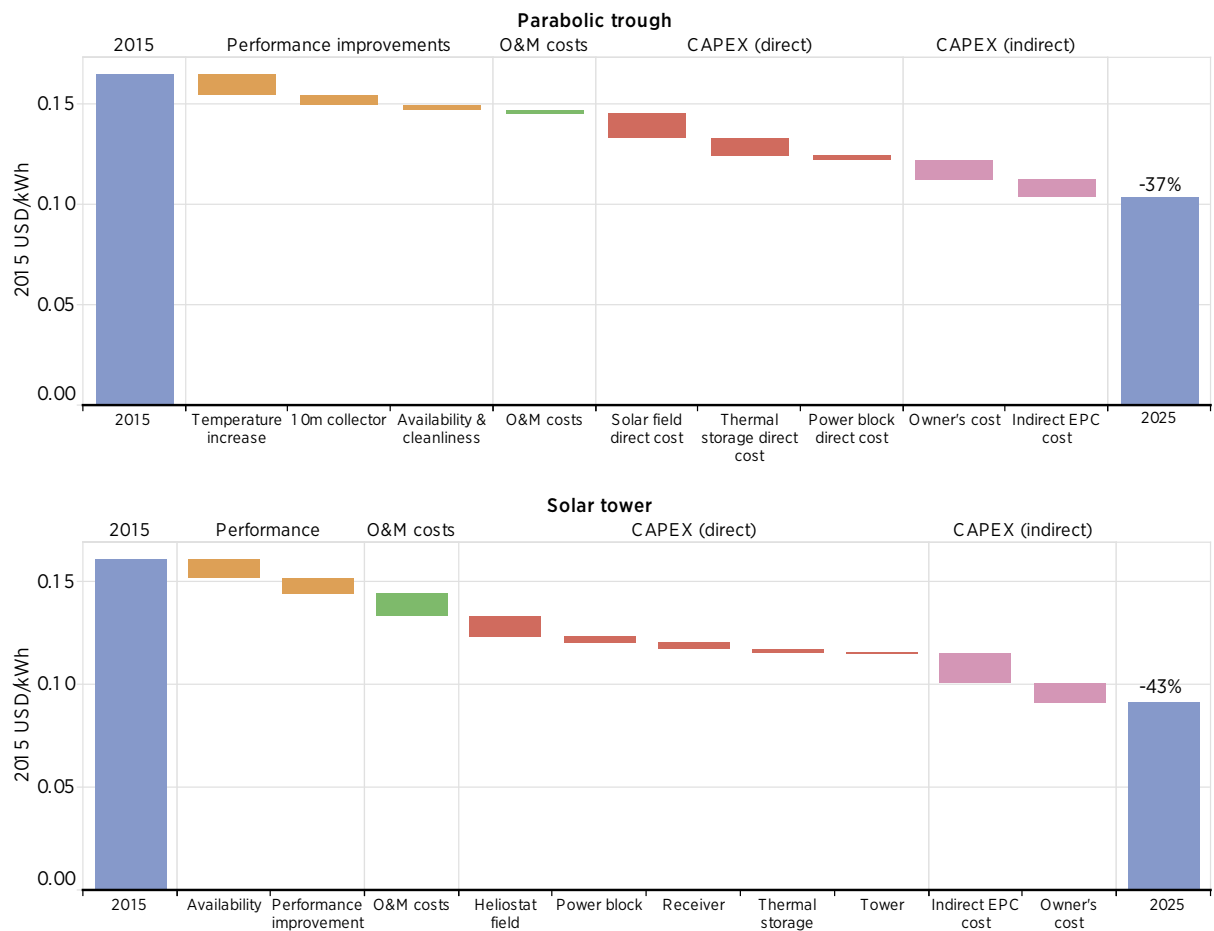 Parabolic trough
2015 Performance improvements O&M costs CAPEX (direct) CAPEX (indirect)
2015 USD/kWh
0.15
0.10
0.05
0.00
-37%
2015 Temperature increase 10m collector Availability & cleanliness O&M costs Solar field direct cost Thermal storage direct cost Power block direct cost Owner's cost Indirect EPC cost 2025
Solar tower
2015 Performance O&M costs CAPEX (direct) CAPEX (indirect)
2015 USD/kWh
0.15
0.10
0.05
0.00
-43%
2015 Availability Performance improvement O&M costs Heliostat field Power block Receiver Thermal storage Tower Indirect EPC cost Owner's cost 2025